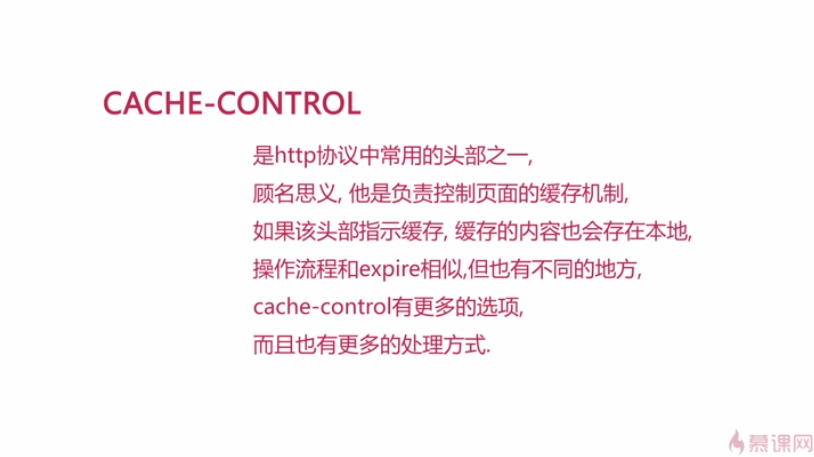 CACHE-CONTROL
是http协议中常用的头部之一,
顾名思义, 他是负责控制页面的缓存机制,
如果该头部指示缓存, 缓存的内容也会存在本地,
操作流程和expire相似,但也有不同的地方,
cache-control有更多的选项,
而且也有更多的处理方式.
慕课网